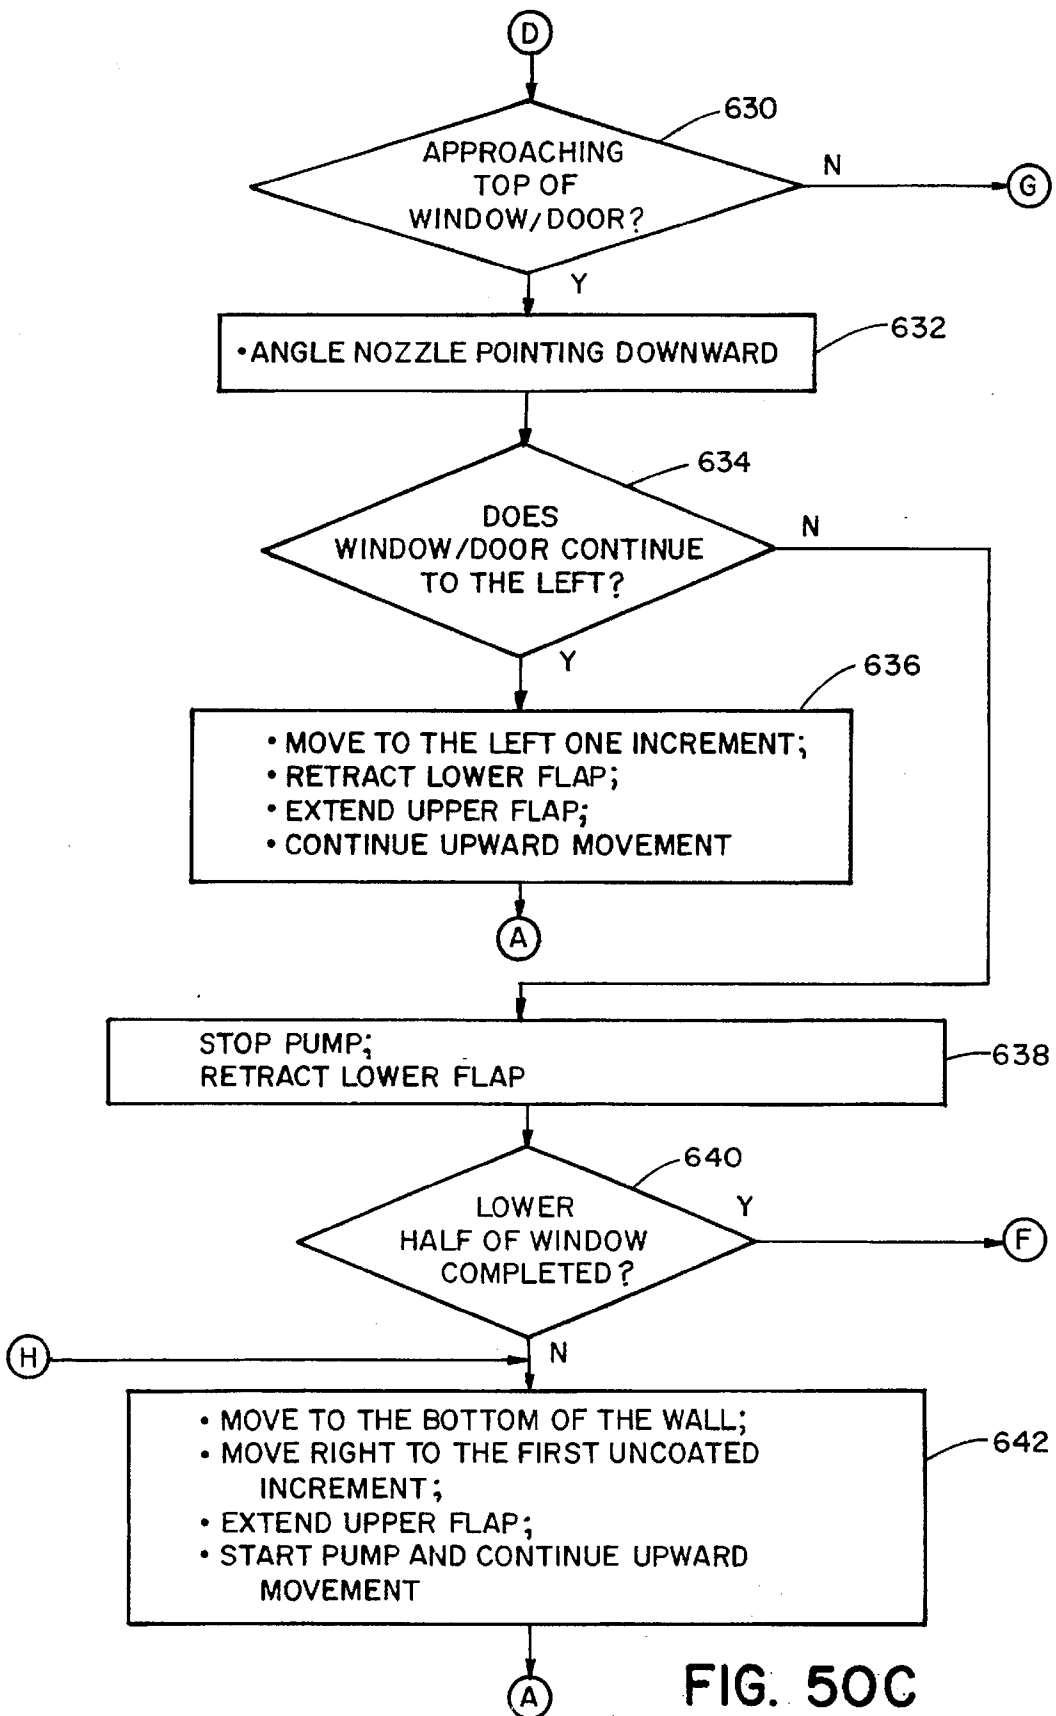 D
630
APPROACHING
TOP OF
WINDOW/DOOR?
N
G
Y
632
• ANGLE NOZZLE POINTING DOWNWARD
634
DOES
WINDOW/DOOR CONTINUE
TO THE LEFT?
N
Y
636
• MOVE TO THE LEFT ONE INCREMENT;
• RETRACT LOWER FLAP;
• EXTEND UPPER FLAP;
• CONTINUE UPWARD MOVEMENT
A
STOP PUMP;
RETRACT LOWER FLAP
638
640
LOWER
HALF OF WINDOW
COMPLETED?
Y
F
H
N
• MOVE TO THE BOTTOM OF THE WALL;
• MOVE RIGHT TO THE FIRST UNCOATED
INCREMENT;
• EXTEND UPPER FLAP;
• START PUMP AND CONTINUE UPWARD
MOVEMENT
642
A
FIG. 50C